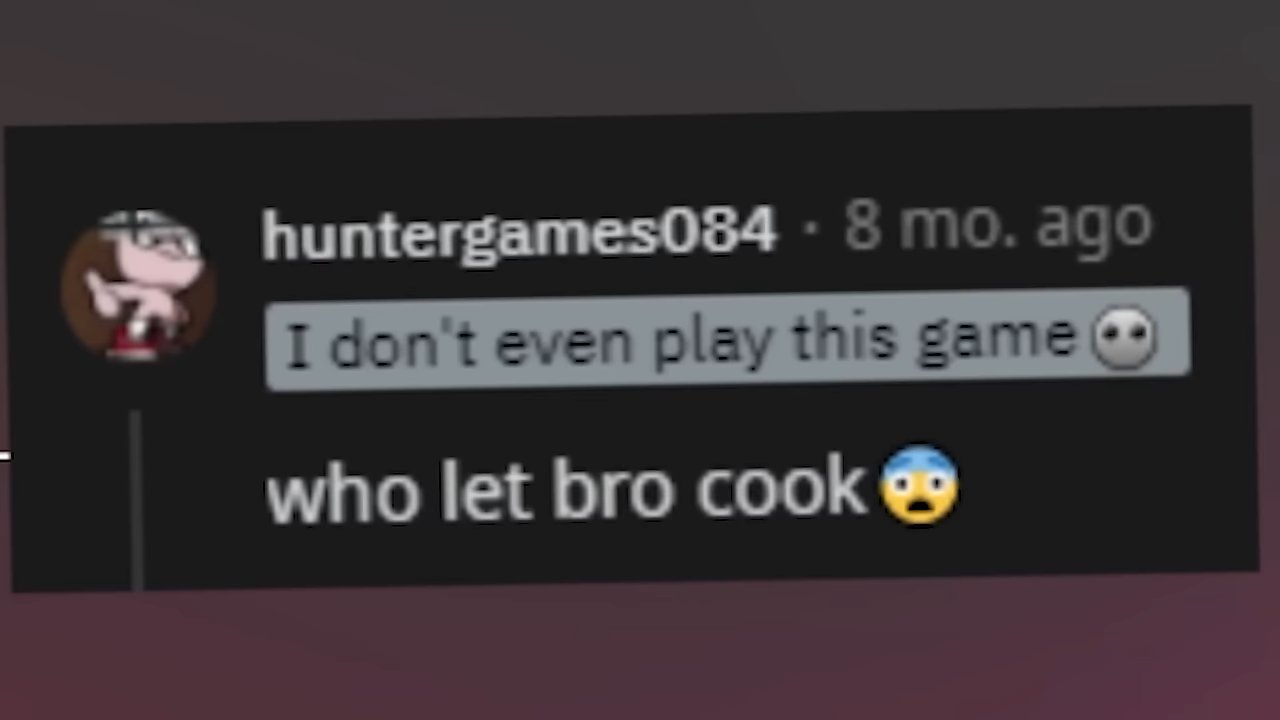 huntergames084 · 8 mo. ago
I don't even play this game
who let bro cook😨